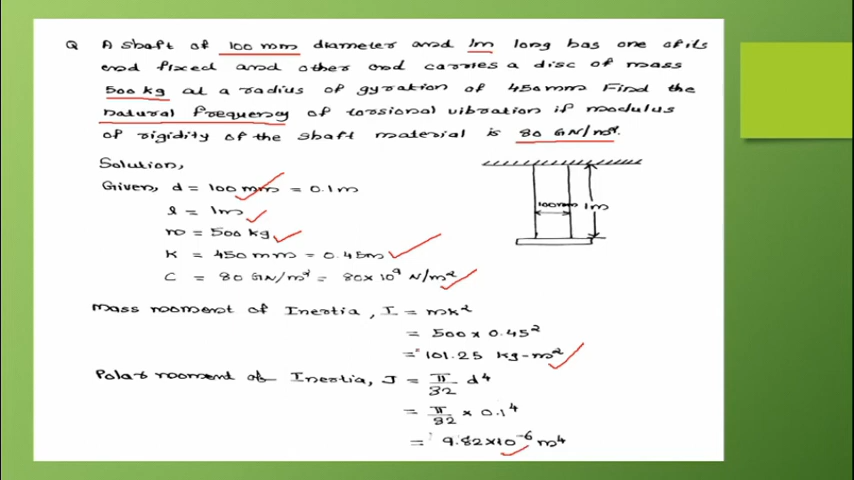 Q A shaft of 100 mm diameter and 1m long has one of its
end fixed and other end carries a disc of mass
500 kg at a radius of gyration of 450mm Find the
natural frequency of torsional vibration if modulus
of rigidity of the shaft material is 80 GN/m².
Solution,
Given, d = 100 mm = 0.1m
l = 1m
m = 500 kg
K = 450 mm = 0.45m
C = 80 GN/m² = 80×10⁹ N/m²
100mm 1m
Mass moment of Inertia, I = mk²
= 500 × 0.45²
= 101.25 kg-m²
Polar moment of Inertia, J = π/32 d⁴
= π/32 × 0.1⁴
= 9.82×10⁻⁶ m⁴